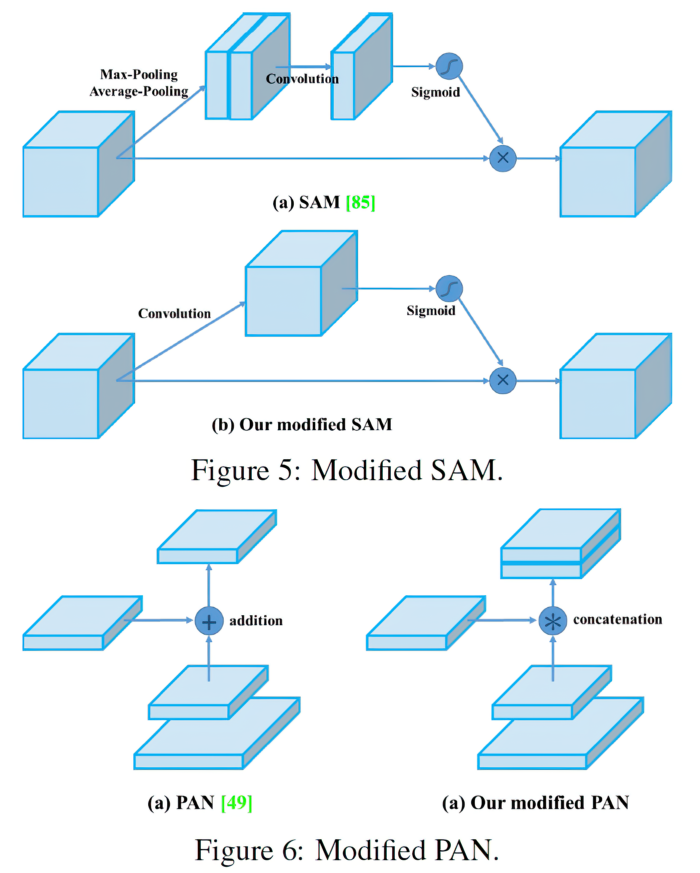 Max-Pooling
Average-Pooling
Convolution
Sigmoid
×
(a) SAM [85]
Convolution
Sigmoid
×
(b) Our modified SAM
Figure 5: Modified SAM.
+
addition
*
concatenation
(a) PAN [49]
(a) Our modified PAN
Figure 6: Modified PAN.